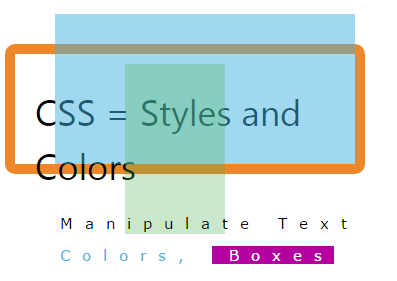 CSS = Styles and
Colors
Manipulate Text
Colors, Boxes